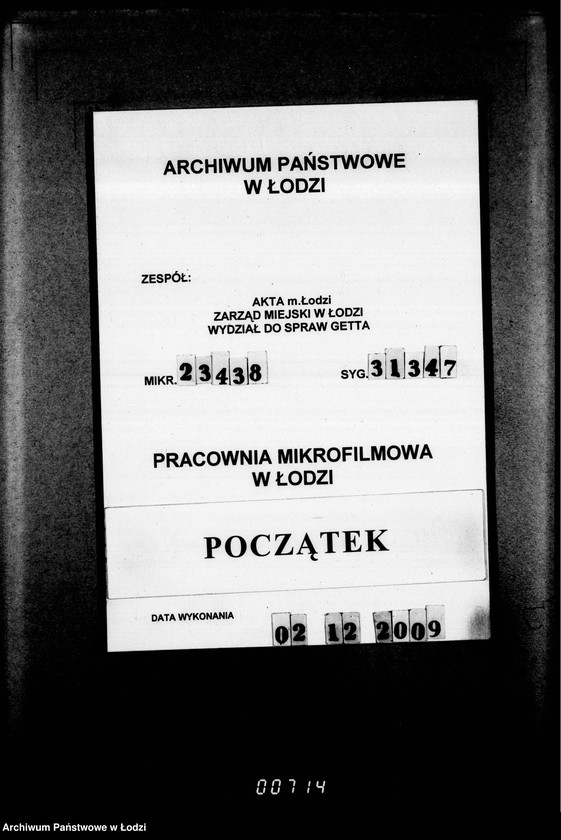 ARCHIWUM PAŃSTWOWE
W ŁODZI
ZESPÓŁ:
AKTA m.Łodzi
ZARZĄD MIEJSKI W ŁODZI
WYDZIAŁ DO SPRAW GETTA
MIKR. 23438 SYG. 31347
PRACOWNIA MIKROFILMOWA
W ŁODZI
POCZĄTEK
DATA WYKONANIA 02 12 2009
00714
Archiwum Państwowe w Łodzi